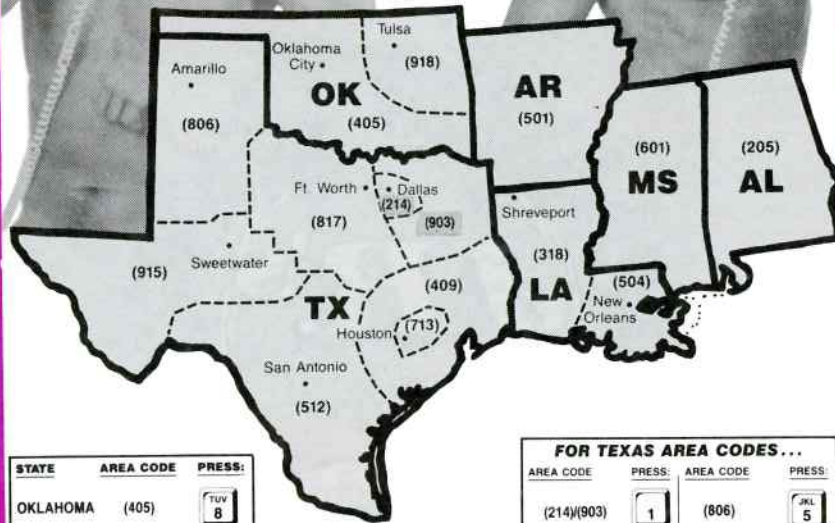 Tulsa
Oklahoma
City
(918)
Amarillo
OK
AR
(806)
(405)
(501)
(601)
(205)
MS
AL
Ft. Worth
Dallas
(214)
Shreveport
(817)
(903)
(318)
(915)
Sweetwater
(409)
LA
(504)
TX
New
Orleans
Houston
(713)
San Antonio
(512)
STATE AREA CODE PRESS:
OKLAHOMA (405) TUV 8
FOR TEXAS AREA CODES...
AREA CODE PRESS: AREA CODE PRESS:
(214)/(903) 1 (806) JKL 5